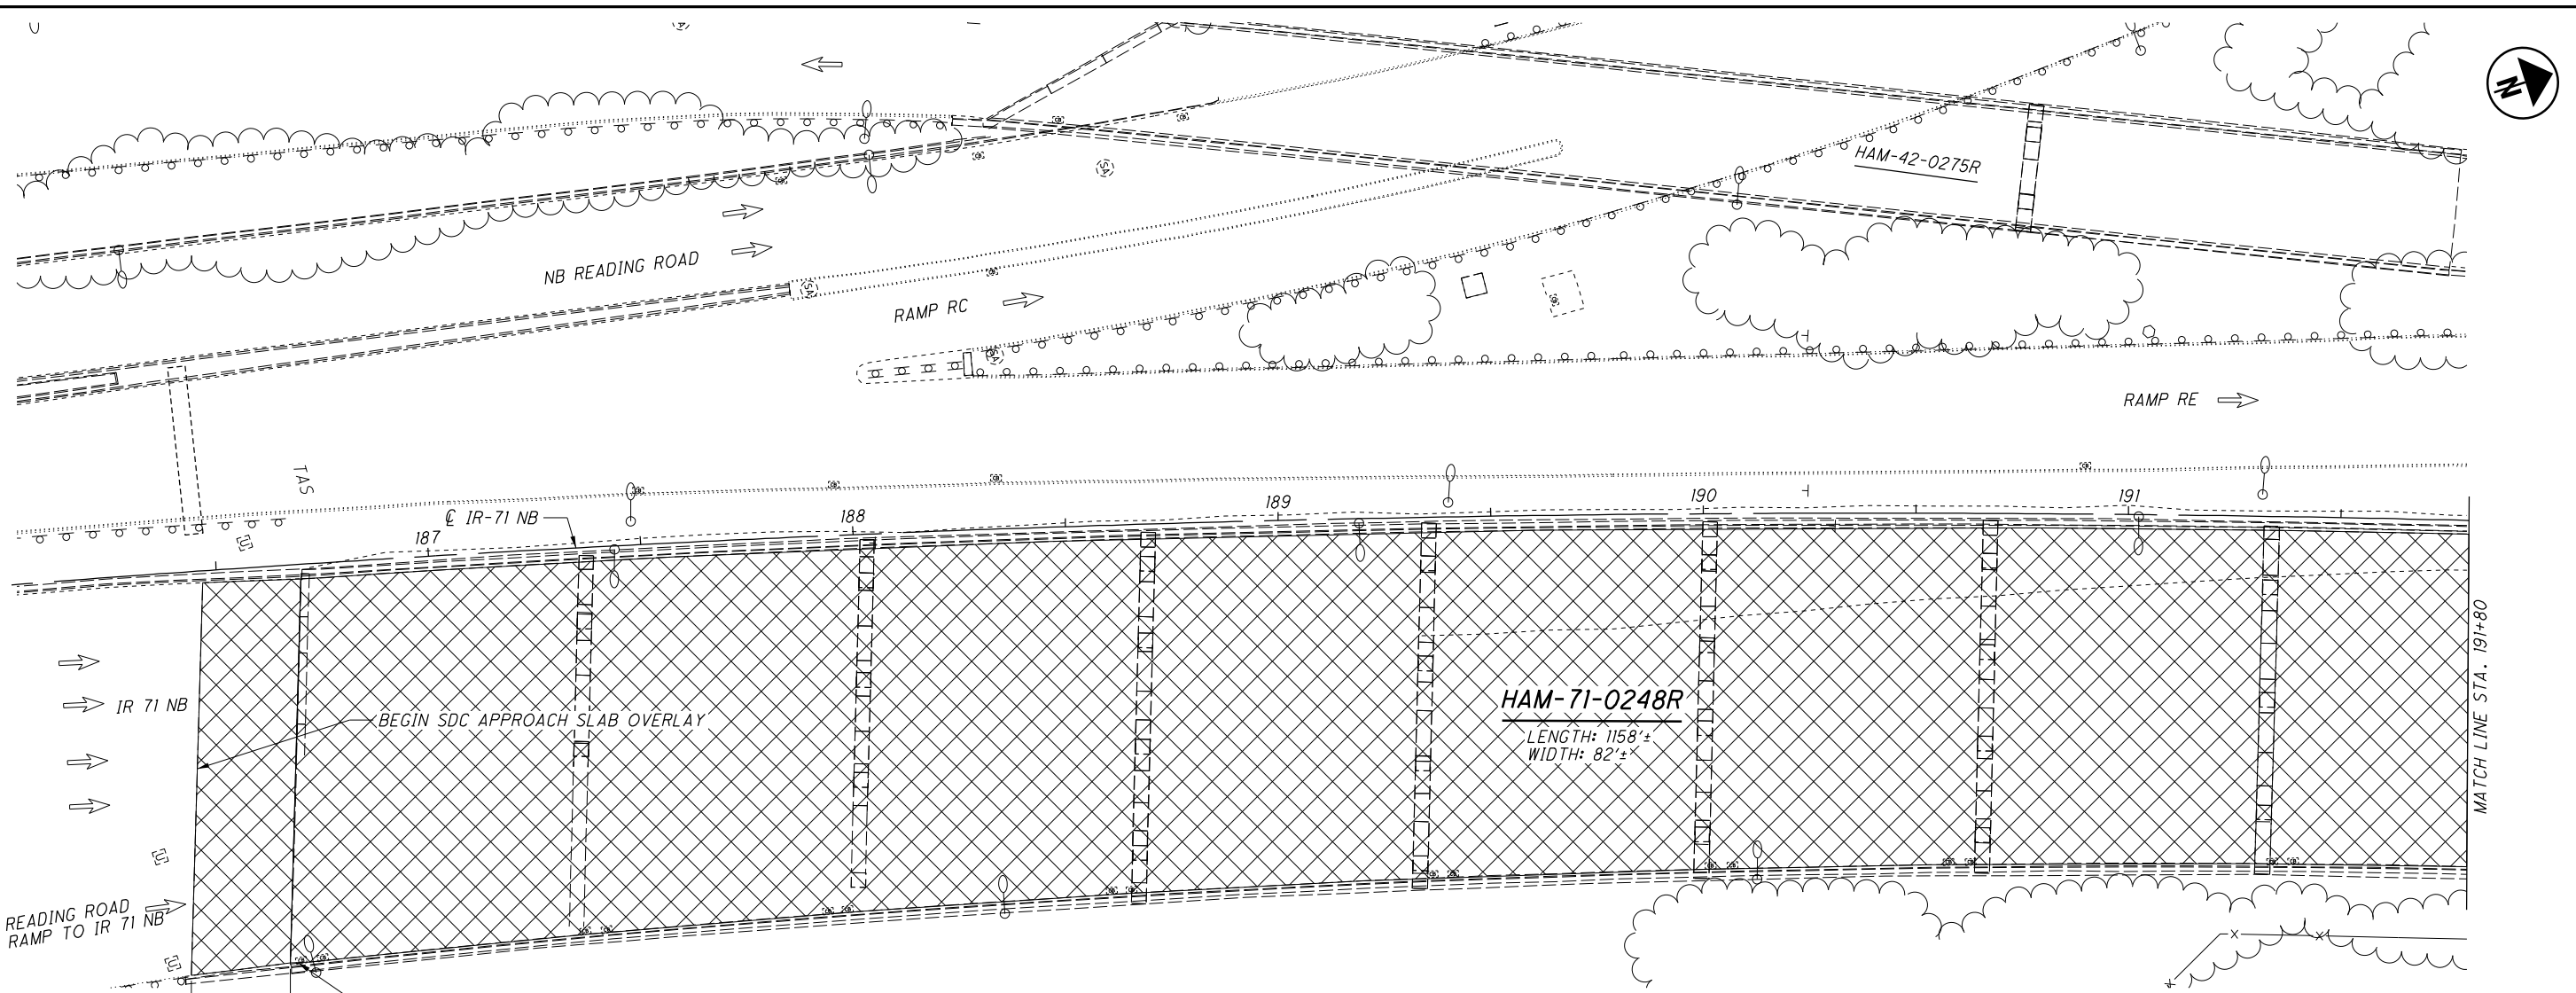 N
HAM-42-0275R
NB READING ROAD
RAMP RC
RAMP RE
TAS
℄ IR-71 NB
187
188
189
190
191
IR 71 NB
BEGIN SDC APPROACH SLAB OVERLAY
HAM-71-0248R
LENGTH: 1158'±
WIDTH: 82'±
MATCH LINE STA. 191+80
READING ROAD
RAMP TO IR 71 NB